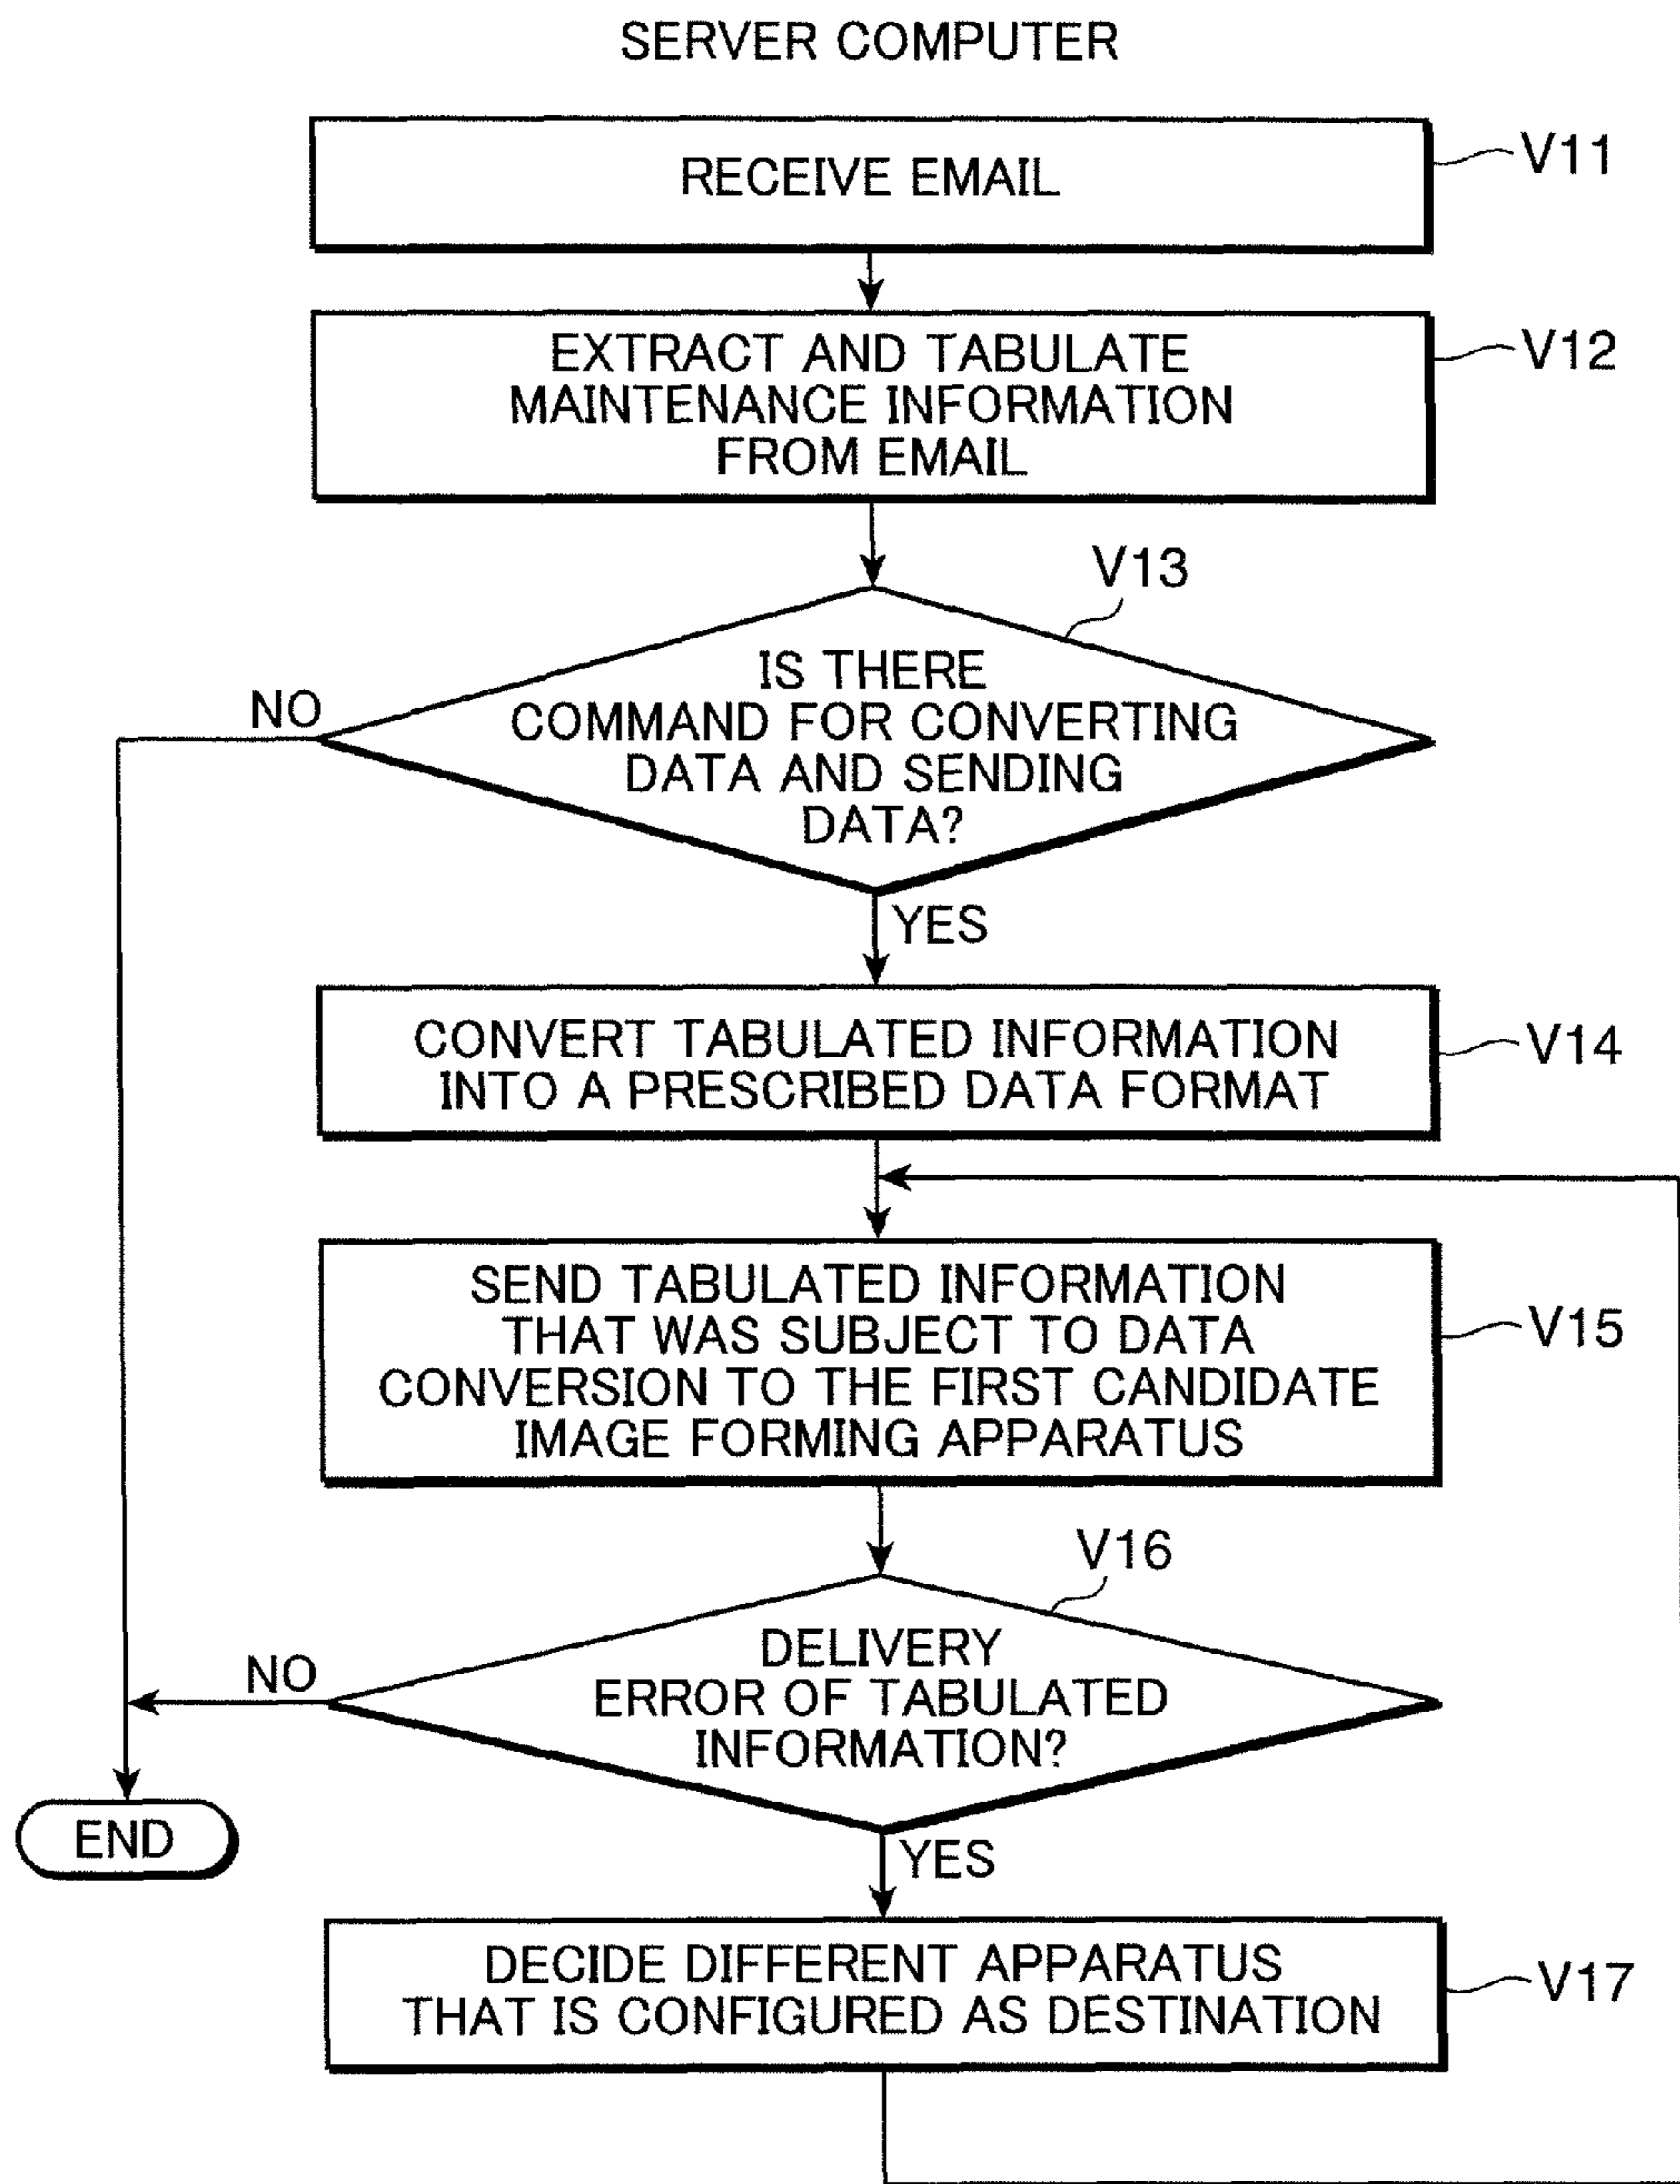 SERVER COMPUTER
RECEIVE EMAIL
V11
EXTRACT AND TABULATE
MAINTENANCE INFORMATION
FROM EMAIL
V12
V13
IS THERE
COMMAND FOR CONVERTING
DATA AND SENDING
DATA?
NO
YES
CONVERT TABULATED INFORMATION
INTO A PRESCRIBED DATA FORMAT
V14
SEND TABULATED INFORMATION
THAT WAS SUBJECT TO DATA
CONVERSION TO THE FIRST CANDIDATE
IMAGE FORMING APPARATUS
V15
V16
DELIVERY
ERROR OF TABULATED
INFORMATION?
NO
END
YES
DECIDE DIFFERENT APPARATUS
THAT IS CONFIGURED AS DESTINATION
V17